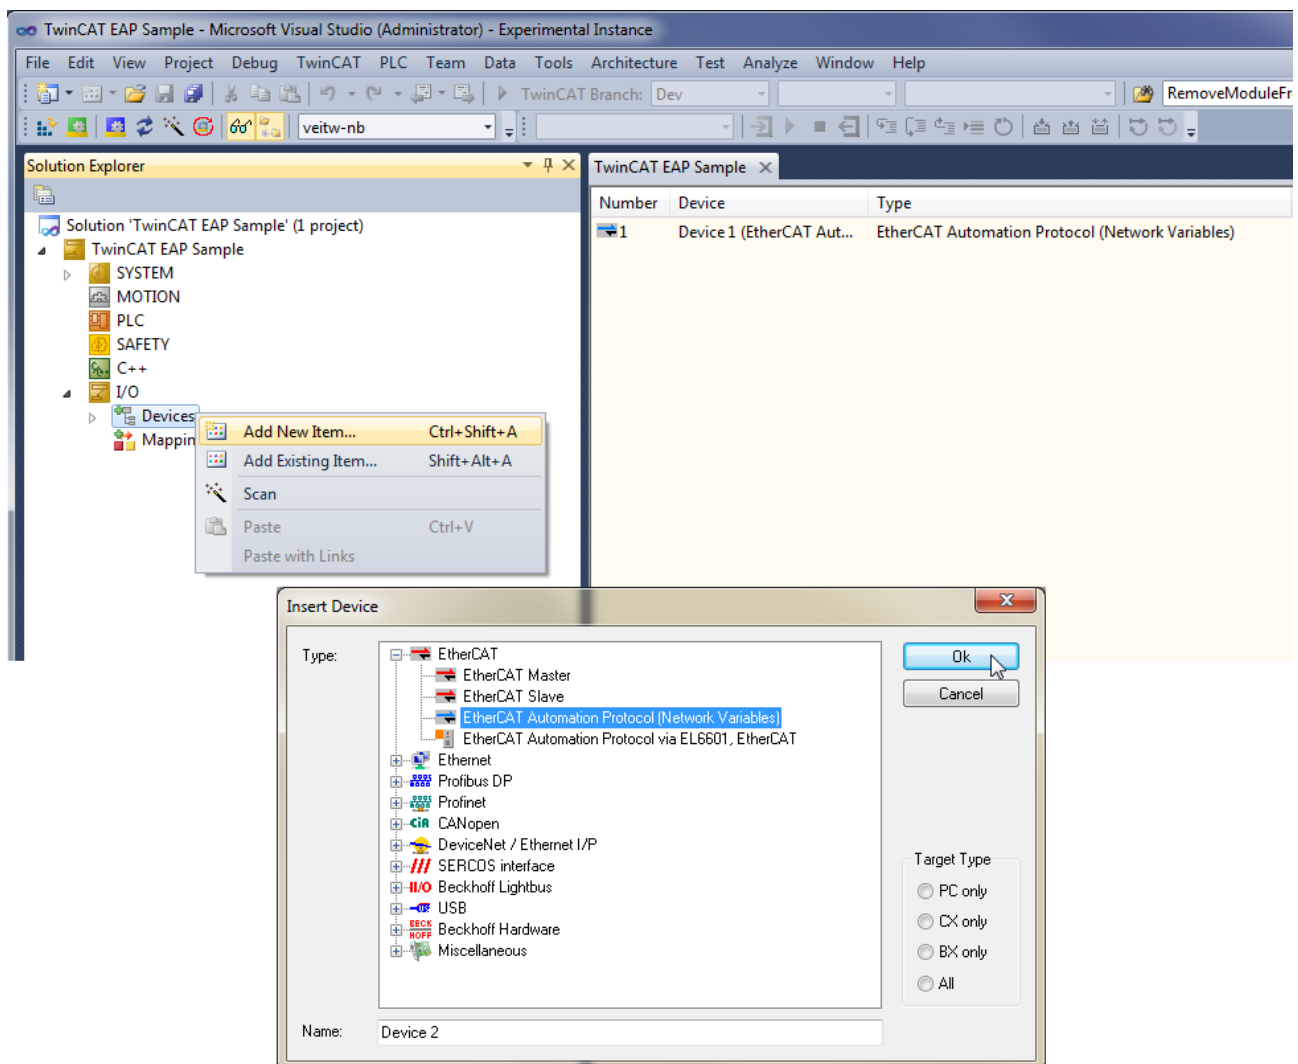 TwinCAT EAP Sample - Microsoft Visual Studio (Administrator) - Experimental Instance
File Edit View Project Debug TwinCAT PLC Team Data Tools Architecture Test Analyze Window Help
TwinCAT Branch: Dev RemoveModuleFr
veitw-nb
Solution Explorer
TwinCAT EAP Sample
Number Device Type
Solution 'TwinCAT EAP Sample' (1 project)
1 Device 1 (EtherCAT Aut... EtherCAT Automation Protocol (Network Variables)
TwinCAT EAP Sample
SYSTEM
MOTION
PLC
SAFETY
C++
I/O
Devices
Mappin
Add New Item... Ctrl+Shift+A
Add Existing Item... Shift+Alt+A
Scan
Paste Ctrl+V
Paste with Links
Insert Device
Type:
EtherCAT
EtherCAT Master
EtherCAT Slave
EtherCAT Automation Protocol (Network Variables)
EtherCAT Automation Protocol via EL6601, EtherCAT
Ethernet
Profibus DP
Profinet
CiA CANopen
DeviceNet / Ethernet I/P
SERCOS interface
II/O Beckhoff Lightbus
USB
BECK HOFF Beckhoff Hardware
Miscellaneous
Ok
Cancel
Target Type
PC only
CX only
BX only
All
Name: Device 2